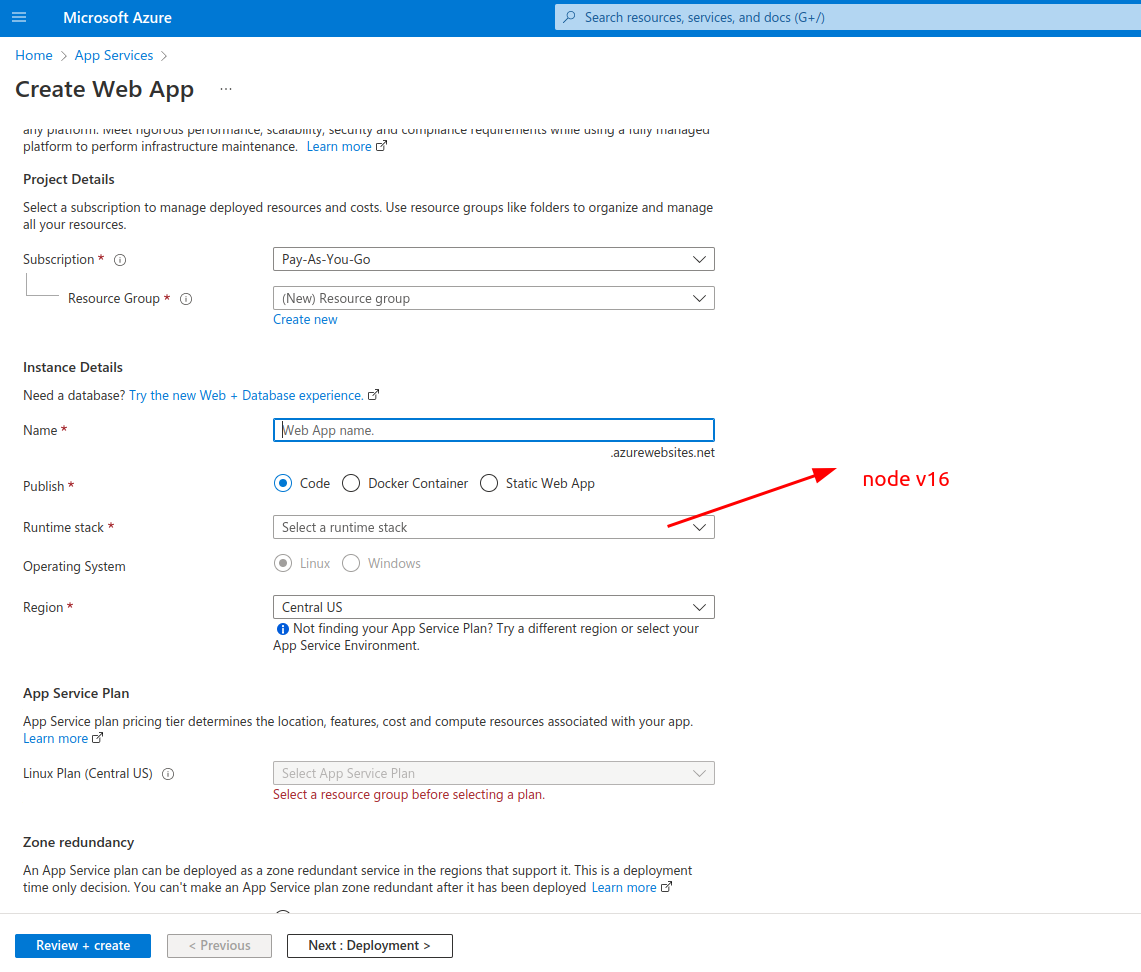 Microsoft Azure
Search resources, services, and docs (G+/)
Home > App Services >
Create Web App ...
any platform. Meet rigorous performance, scalability, security and compliance requirements while using a fully managed
platform to perform infrastructure maintenance. Learn more
Project Details
Select a subscription to manage deployed resources and costs. Use resource groups like folders to organize and manage
all your resources.
Subscription *
Pay-As-You-Go
Resource Group *
(New) Resource group
Create new
Instance Details
Need a database? Try the new Web + Database experience.
Name *
Web App name.
.azurewebsites.net
Publish *
Code Docker Container Static Web App
node v16
Runtime stack *
Select a runtime stack
Operating System
Linux Windows
Region *
Central US
Not finding your App Service Plan? Try a different region or select your
App Service Environment.
App Service Plan
App Service plan pricing tier determines the location, features, cost and compute resources associated with your app.
Learn more
Linux Plan (Central US)
Select App Service Plan
Select a resource group before selecting a plan.
Zone redundancy
An App Service plan can be deployed as a zone redundant service in the regions that support it. This is a deployment
time only decision. You can't make an App Service plan zone redundant after it has been deployed Learn more
Review + create
< Previous
Next : Deployment >